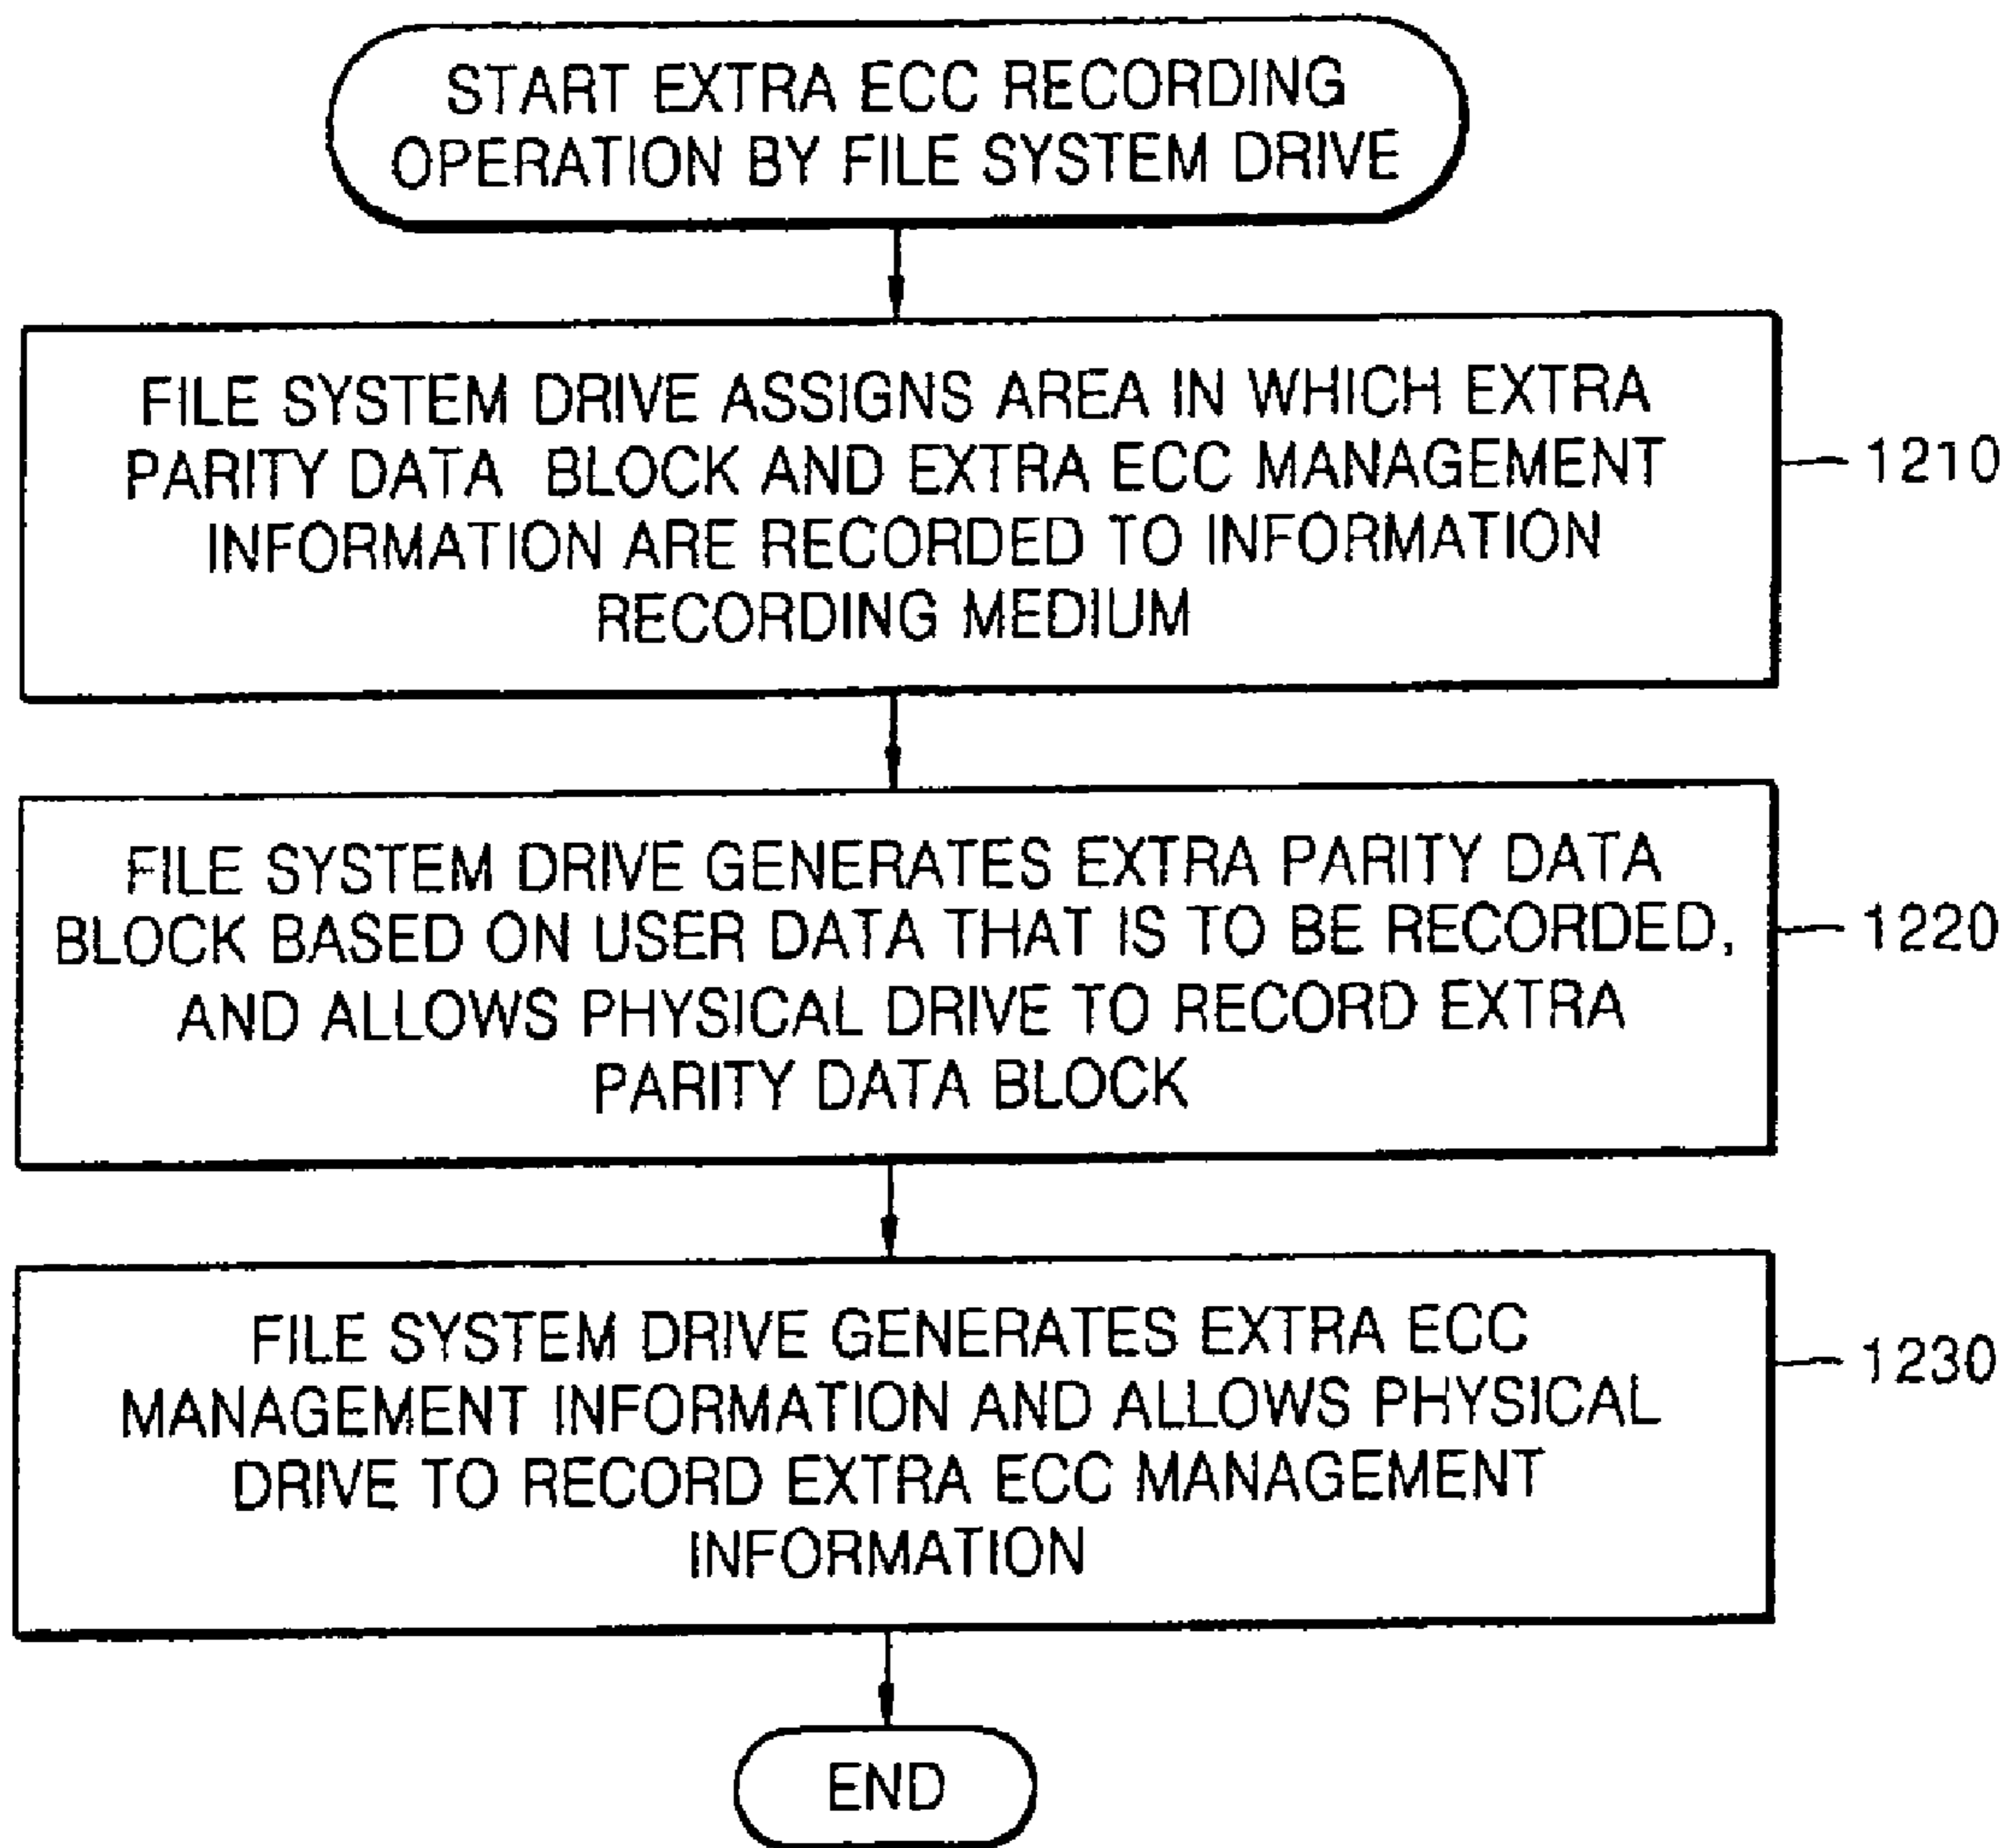 START EXTRA ECC RECORDING
OPERATION BY FILE SYSTEM DRIVE
FILE SYSTEM DRIVE ASSIGNS AREA IN WHICH EXTRA
PARITY DATA BLOCK AND EXTRA ECC MANAGEMENT
INFORMATION ARE RECORDED TO INFORMATION
RECORDING MEDIUM
1210
FILE SYSTEM DRIVE GENERATES EXTRA PARITY DATA
BLOCK BASED ON USER DATA THAT IS TO BE RECORDED,
AND ALLOWS PHYSICAL DRIVE TO RECORD EXTRA
PARITY DATA BLOCK
1220
FILE SYSTEM DRIVE GENERATES EXTRA ECC
MANAGEMENT INFORMATION AND ALLOWS PHYSICAL
DRIVE TO RECORD EXTRA ECC MANAGEMENT
INFORMATION
1230
END